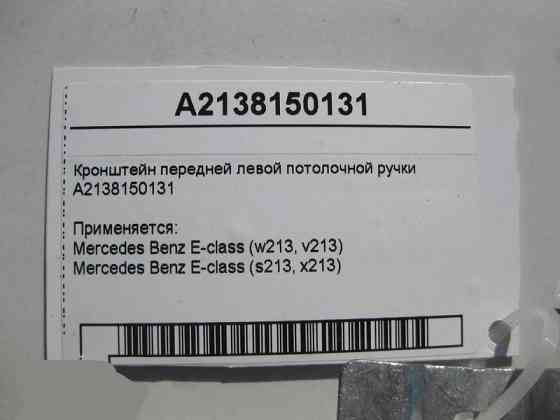 A2138150131
Кронштейн передней левой потолочной ручки
A2138150131
Применяется:
Mercedes Benz E-class (w213, v213)
Mercedes Benz E-class (s213, x213)